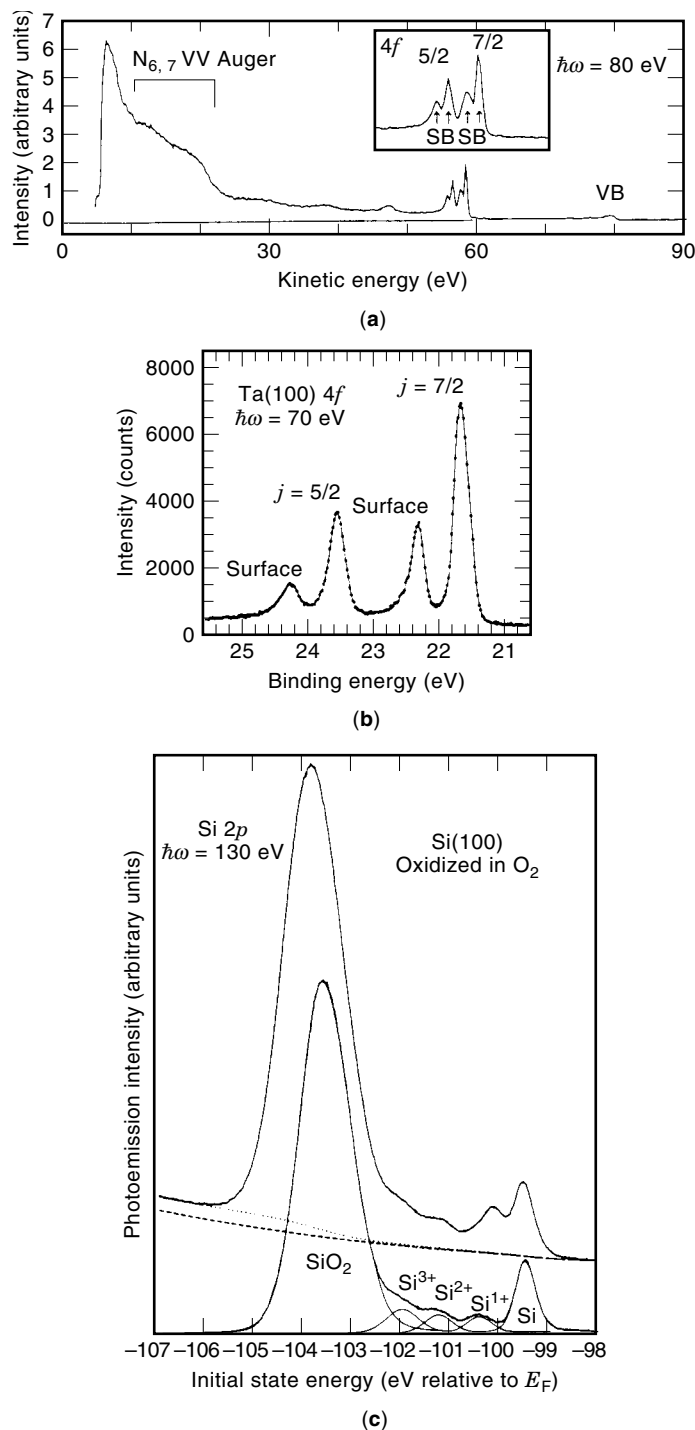 7
6
5
4
3
2
1
0
Intensity (arbitrary units)
N6, 7 VV Auger
4f
5/2
7/2
SB SB
ℏω = 80 eV
VB
0 30 60 90
Kinetic energy (eV)
(a)
8000
6000
4000
2000
0
Intensity (counts)
Ta(100) 4f
ℏω = 70 eV
j = 7/2
j = 5/2
Surface
Surface
25 24 23 22 21
Binding energy (eV)
(b)
Photoemission intensity (arbitrary units)
Si 2p
ℏω = 130 eV
Si(100)
Oxidized in O2
SiO2
Si3+
Si2+
Si1+
Si
–107 –106 –105 –104 –103 –102 –101 –100 –99 –98
Initial state energy (eV relative to EF)
(c)